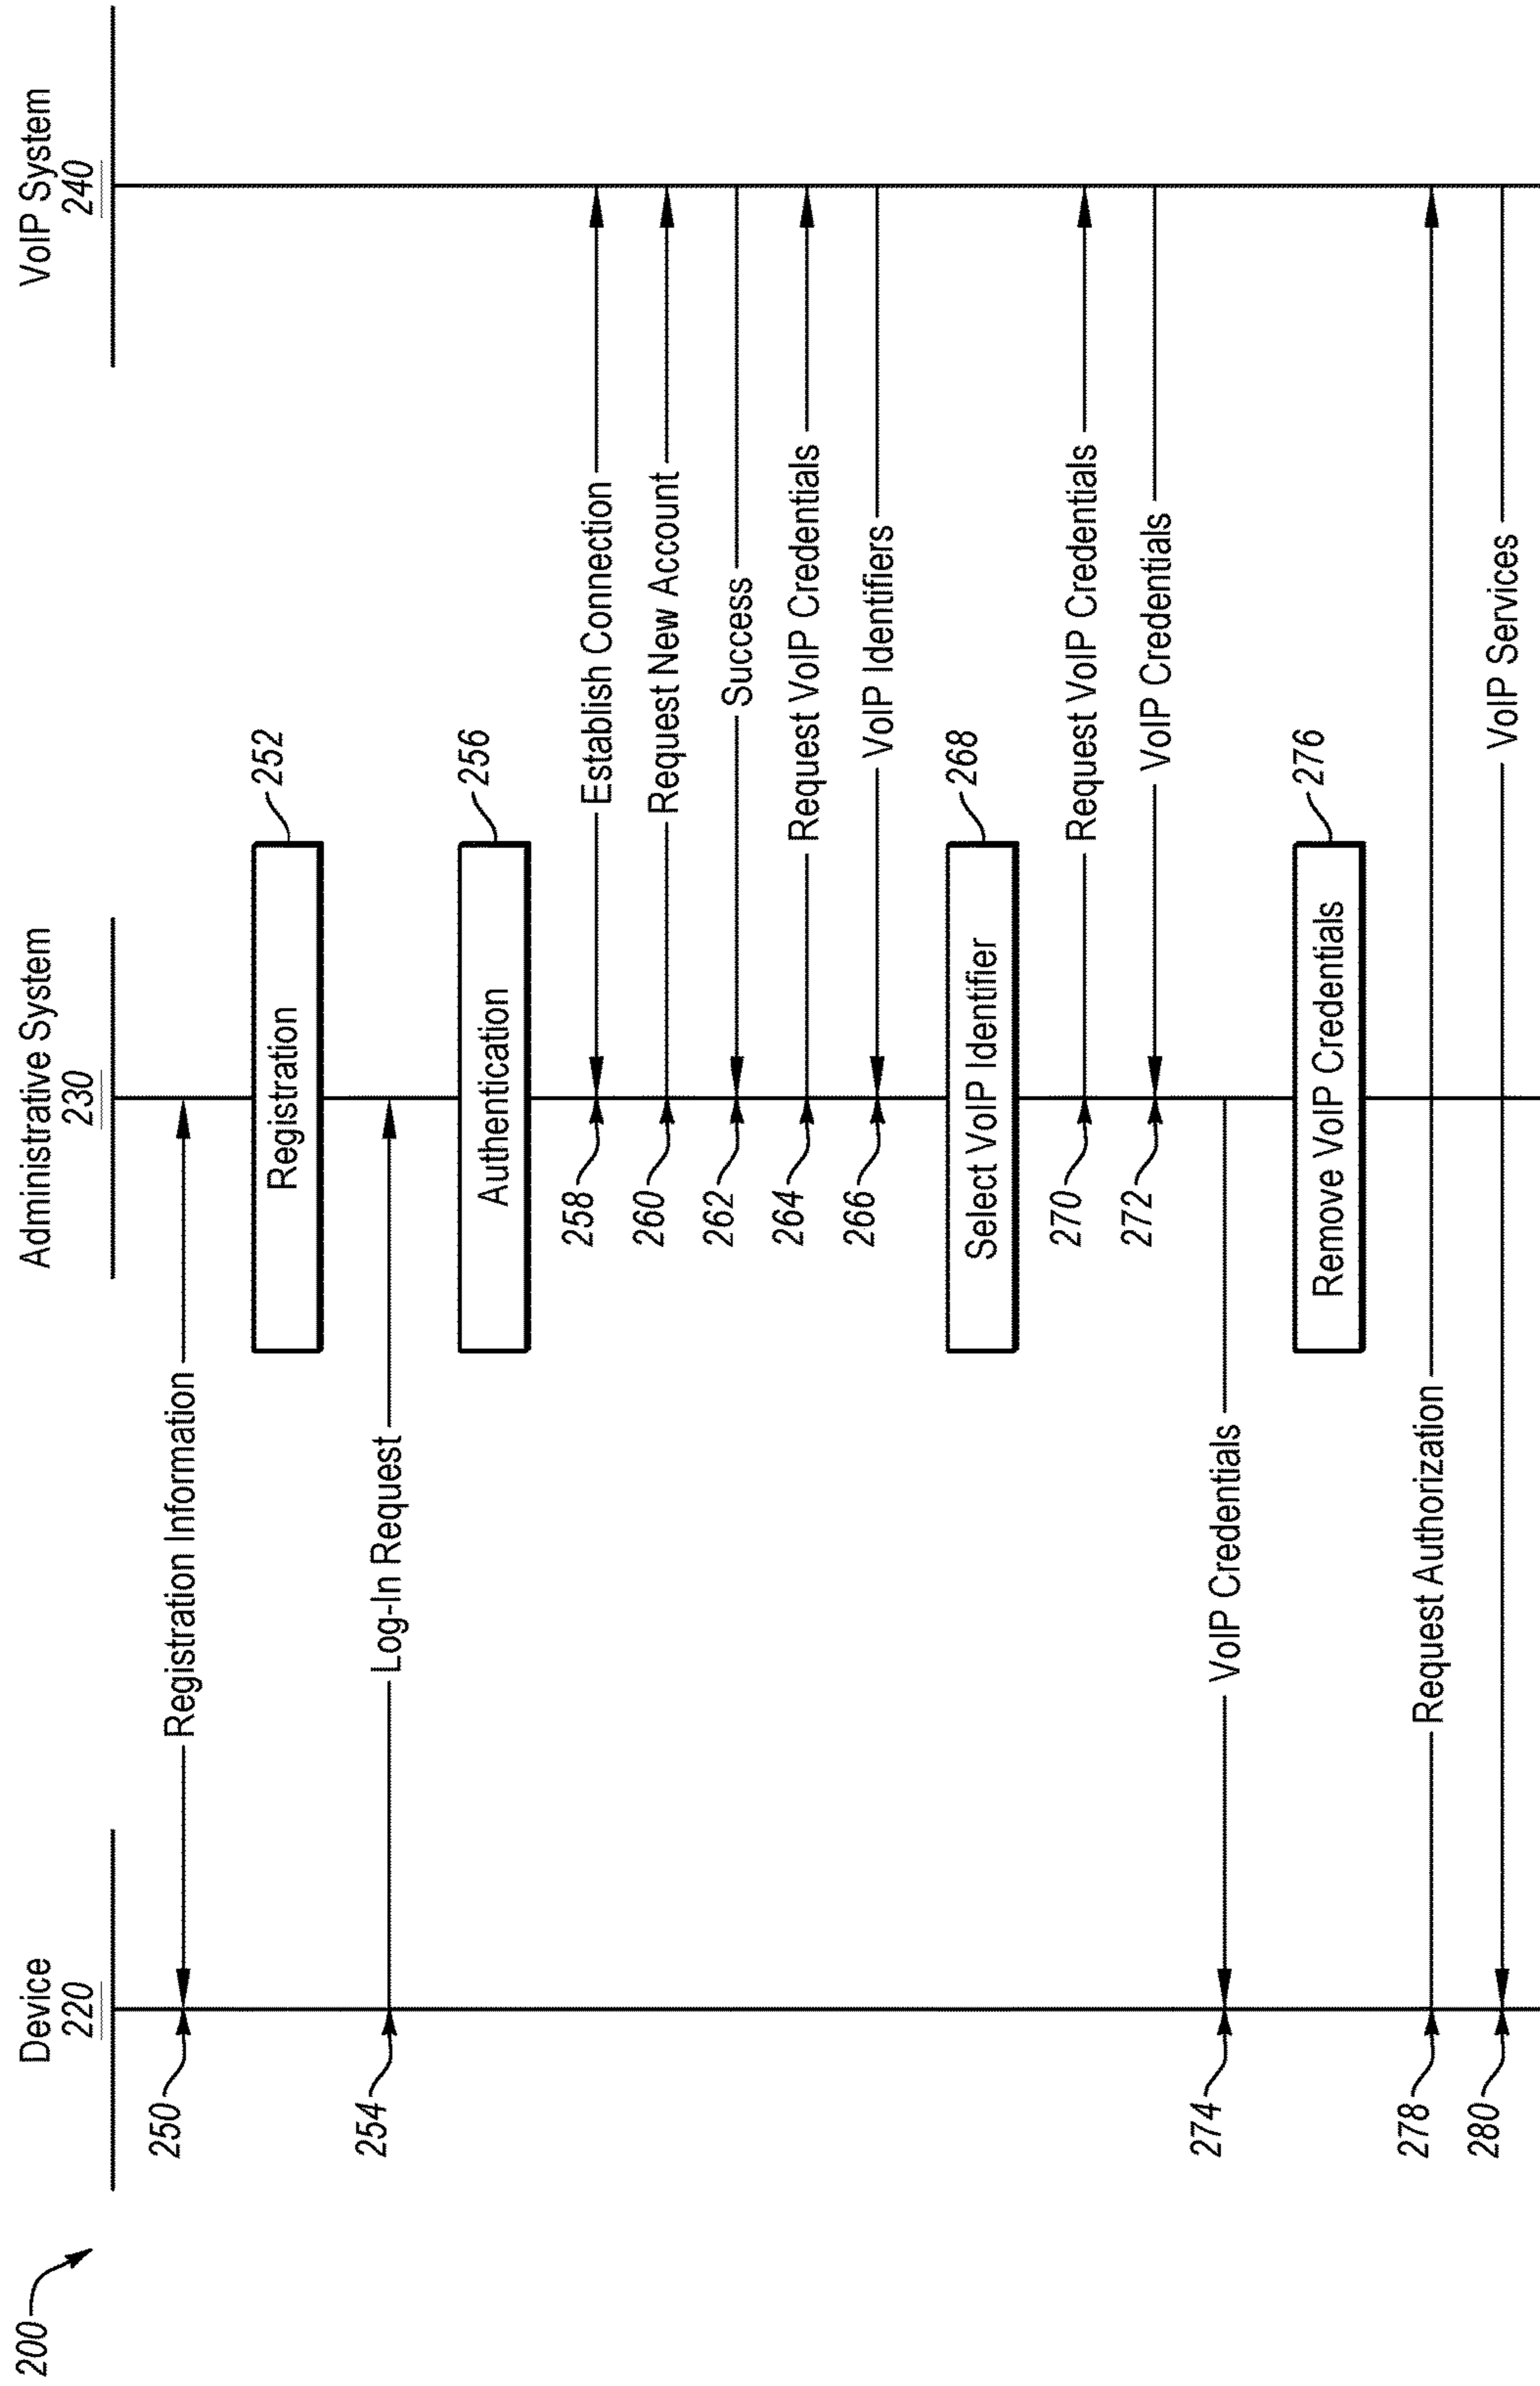 200
Device
220
Administrative System
230
VoIP System
240
250
Registration Information
Registration
252
254
Log-In Request
Authentication
256
258
Establish Connection
260
Request New Account
262
Success
264
Request VoIP Credentials
266
VoIP Identifiers
Select VoIP Identifier
268
270
Request VoIP Credentials
272
VoIP Credentials
274
VoIP Credentials
Remove VoIP Credentials
276
278
Request Authorization
280
VoIP Services